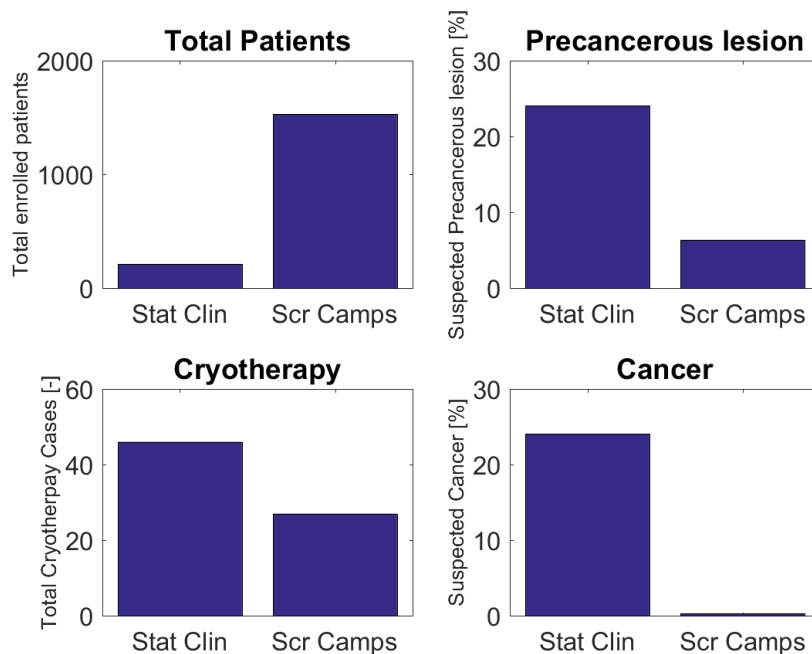 Total Patients
Total enrolled patients
2000
1000
0
Stat Clin Scr Camps
Precancerous lesion
Suspected Precancerous lesion [%]
30
20
10
0
Stat Clin Scr Camps
Cryotherapy
Total Cryotherpay Cases [-]
60
40
20
0
Stat Clin Scr Camps
Cancer
Suspected Cancer [%]
30
20
10
0
Stat Clin Scr Camps